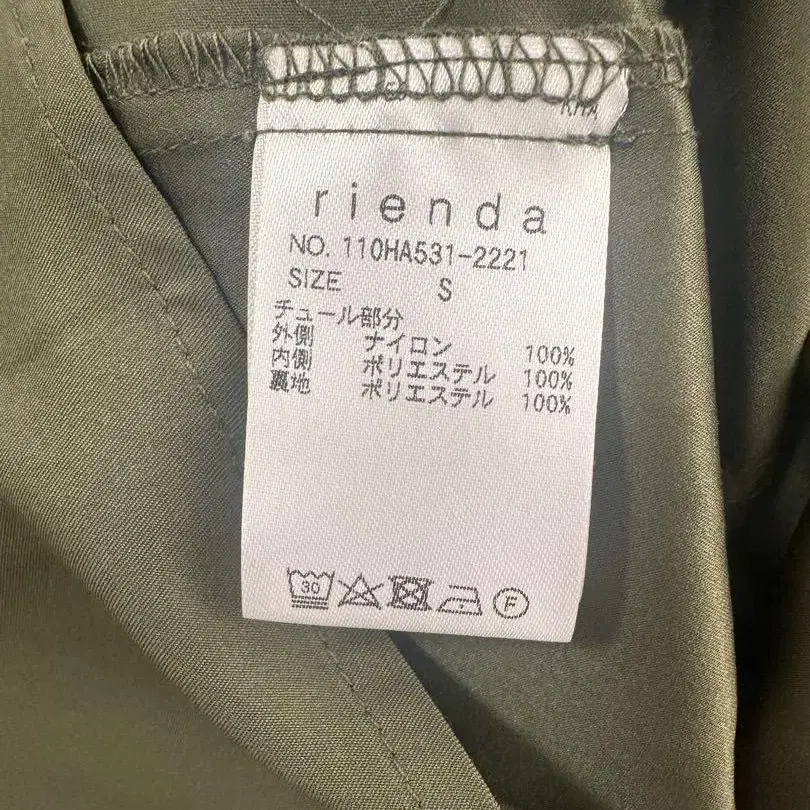 KHA
rienda
NO. 110HA531-2221
SIZE S
チュール部分
外側 ナイロン 100%
内側 ポリエステル 100%
裏地 ポリエステル 100%
30
F